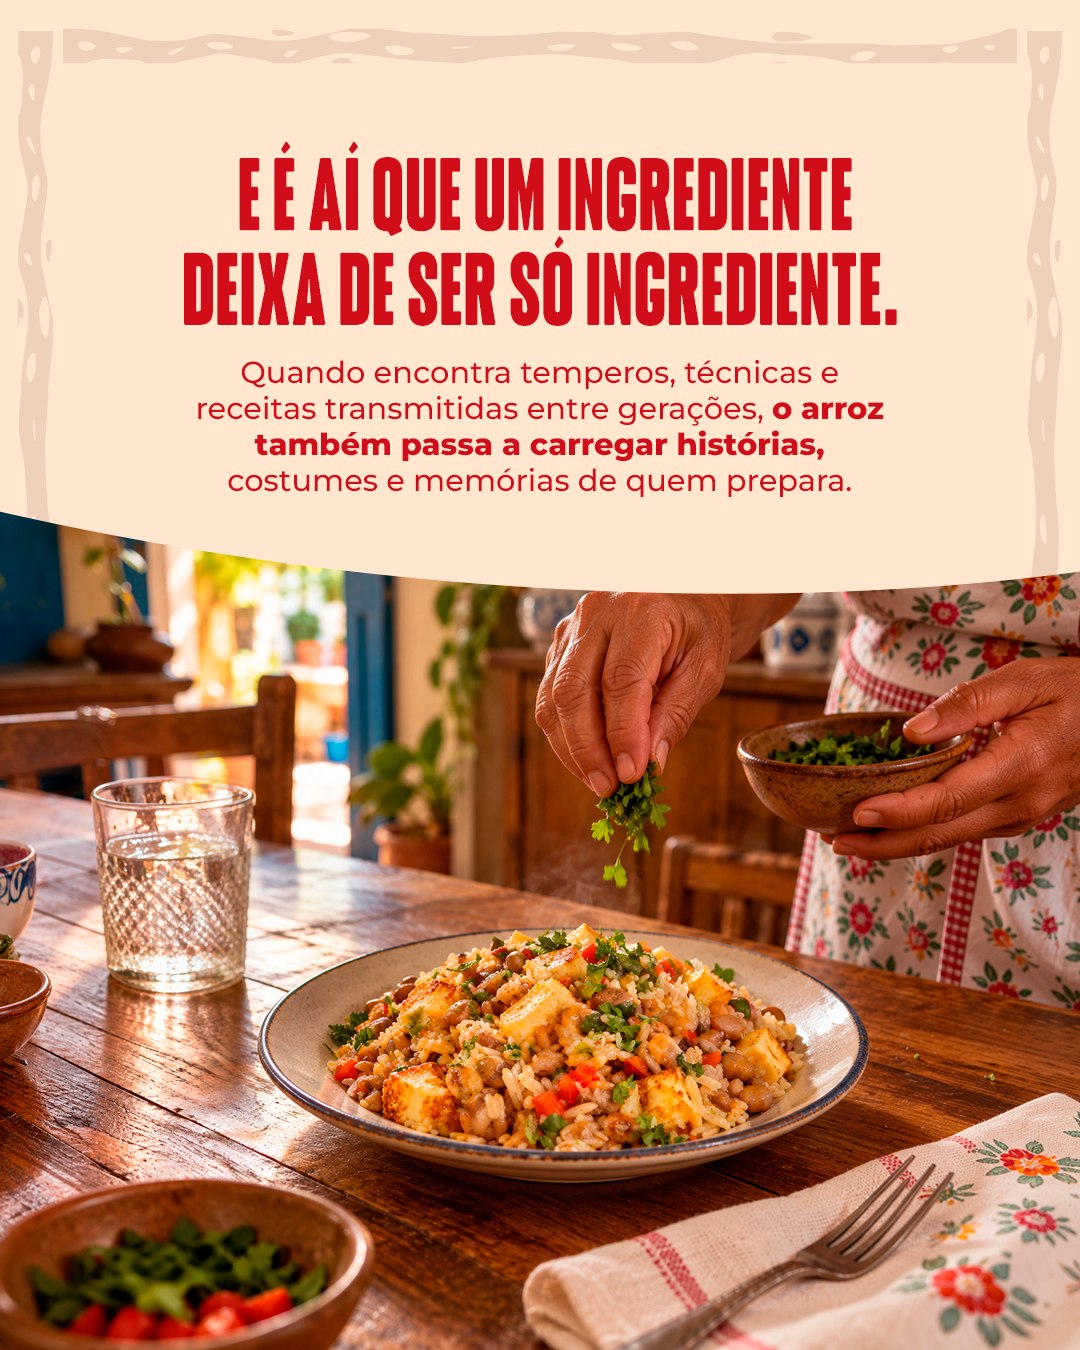 E É AÍ QUE UM INGREDIENTE
DEIXA DE SER SÓ INGREDIENTE.
Quando encontra temperos, técnicas e
receitas transmitidas entre gerações, o arroz
também passa a carregar histórias,
costumes e memórias de quem prepara.